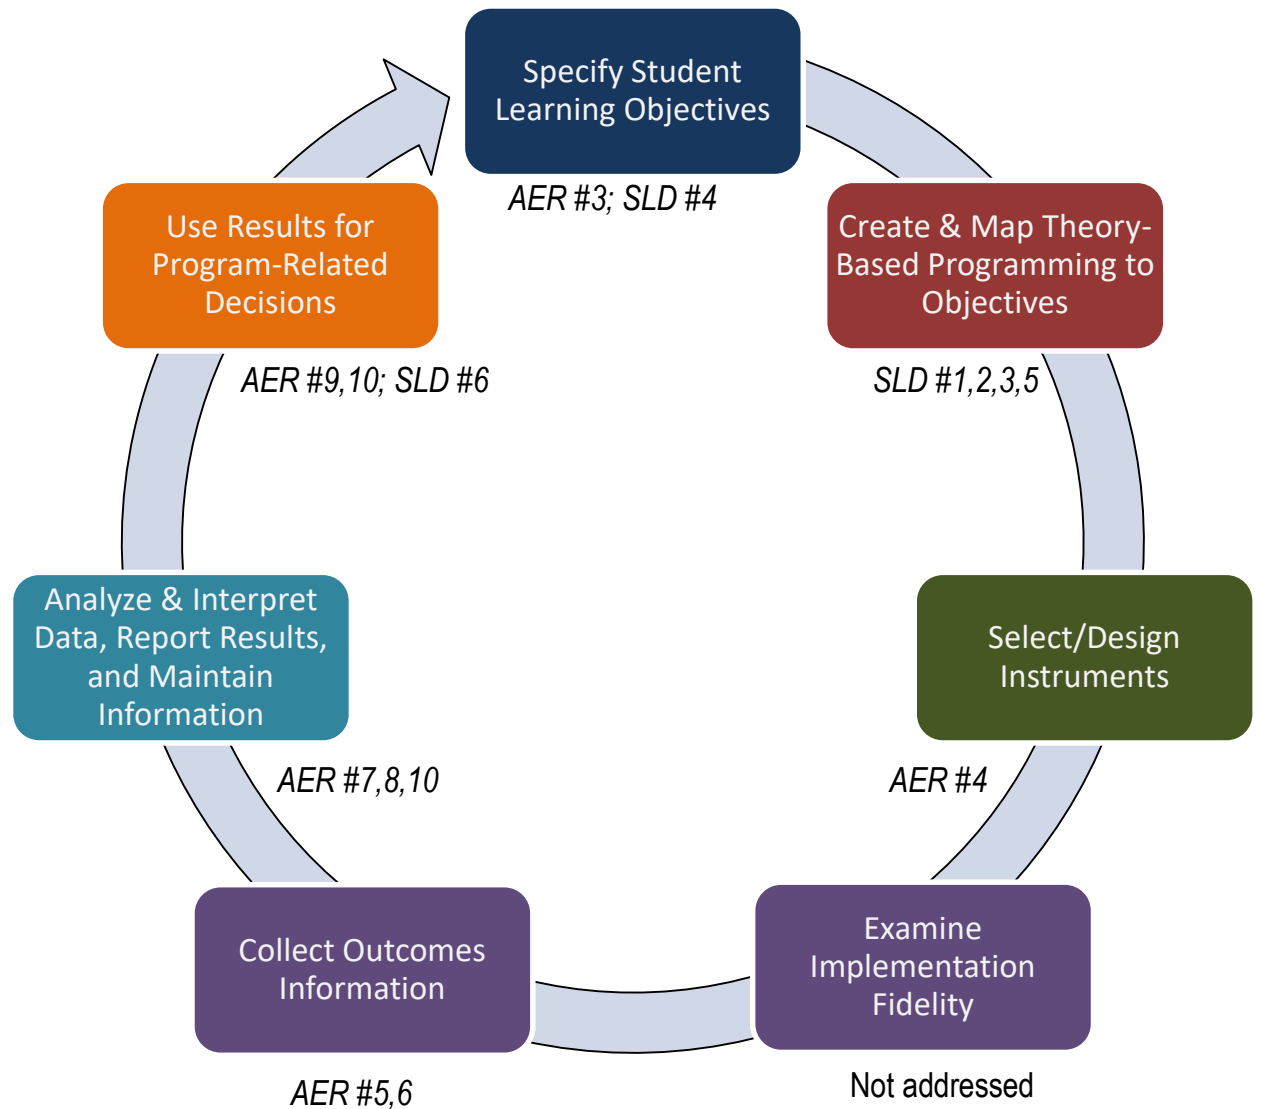 Specify Student
Learning Objectives
AER #3; SLD #4
Create & Map Theory-
Based Programming to
Objectives
SLD #1,2,3,5
Select/Design
Instruments
AER #4
Examine
Implementation
Fidelity
Not addressed
Collect Outcomes
Information
AER #5,6
Analyze & Interpret
Data, Report Results,
and Maintain
Information
AER #7,8,10
Use Results for
Program-Related
Decisions
AER #9,10; SLD #6